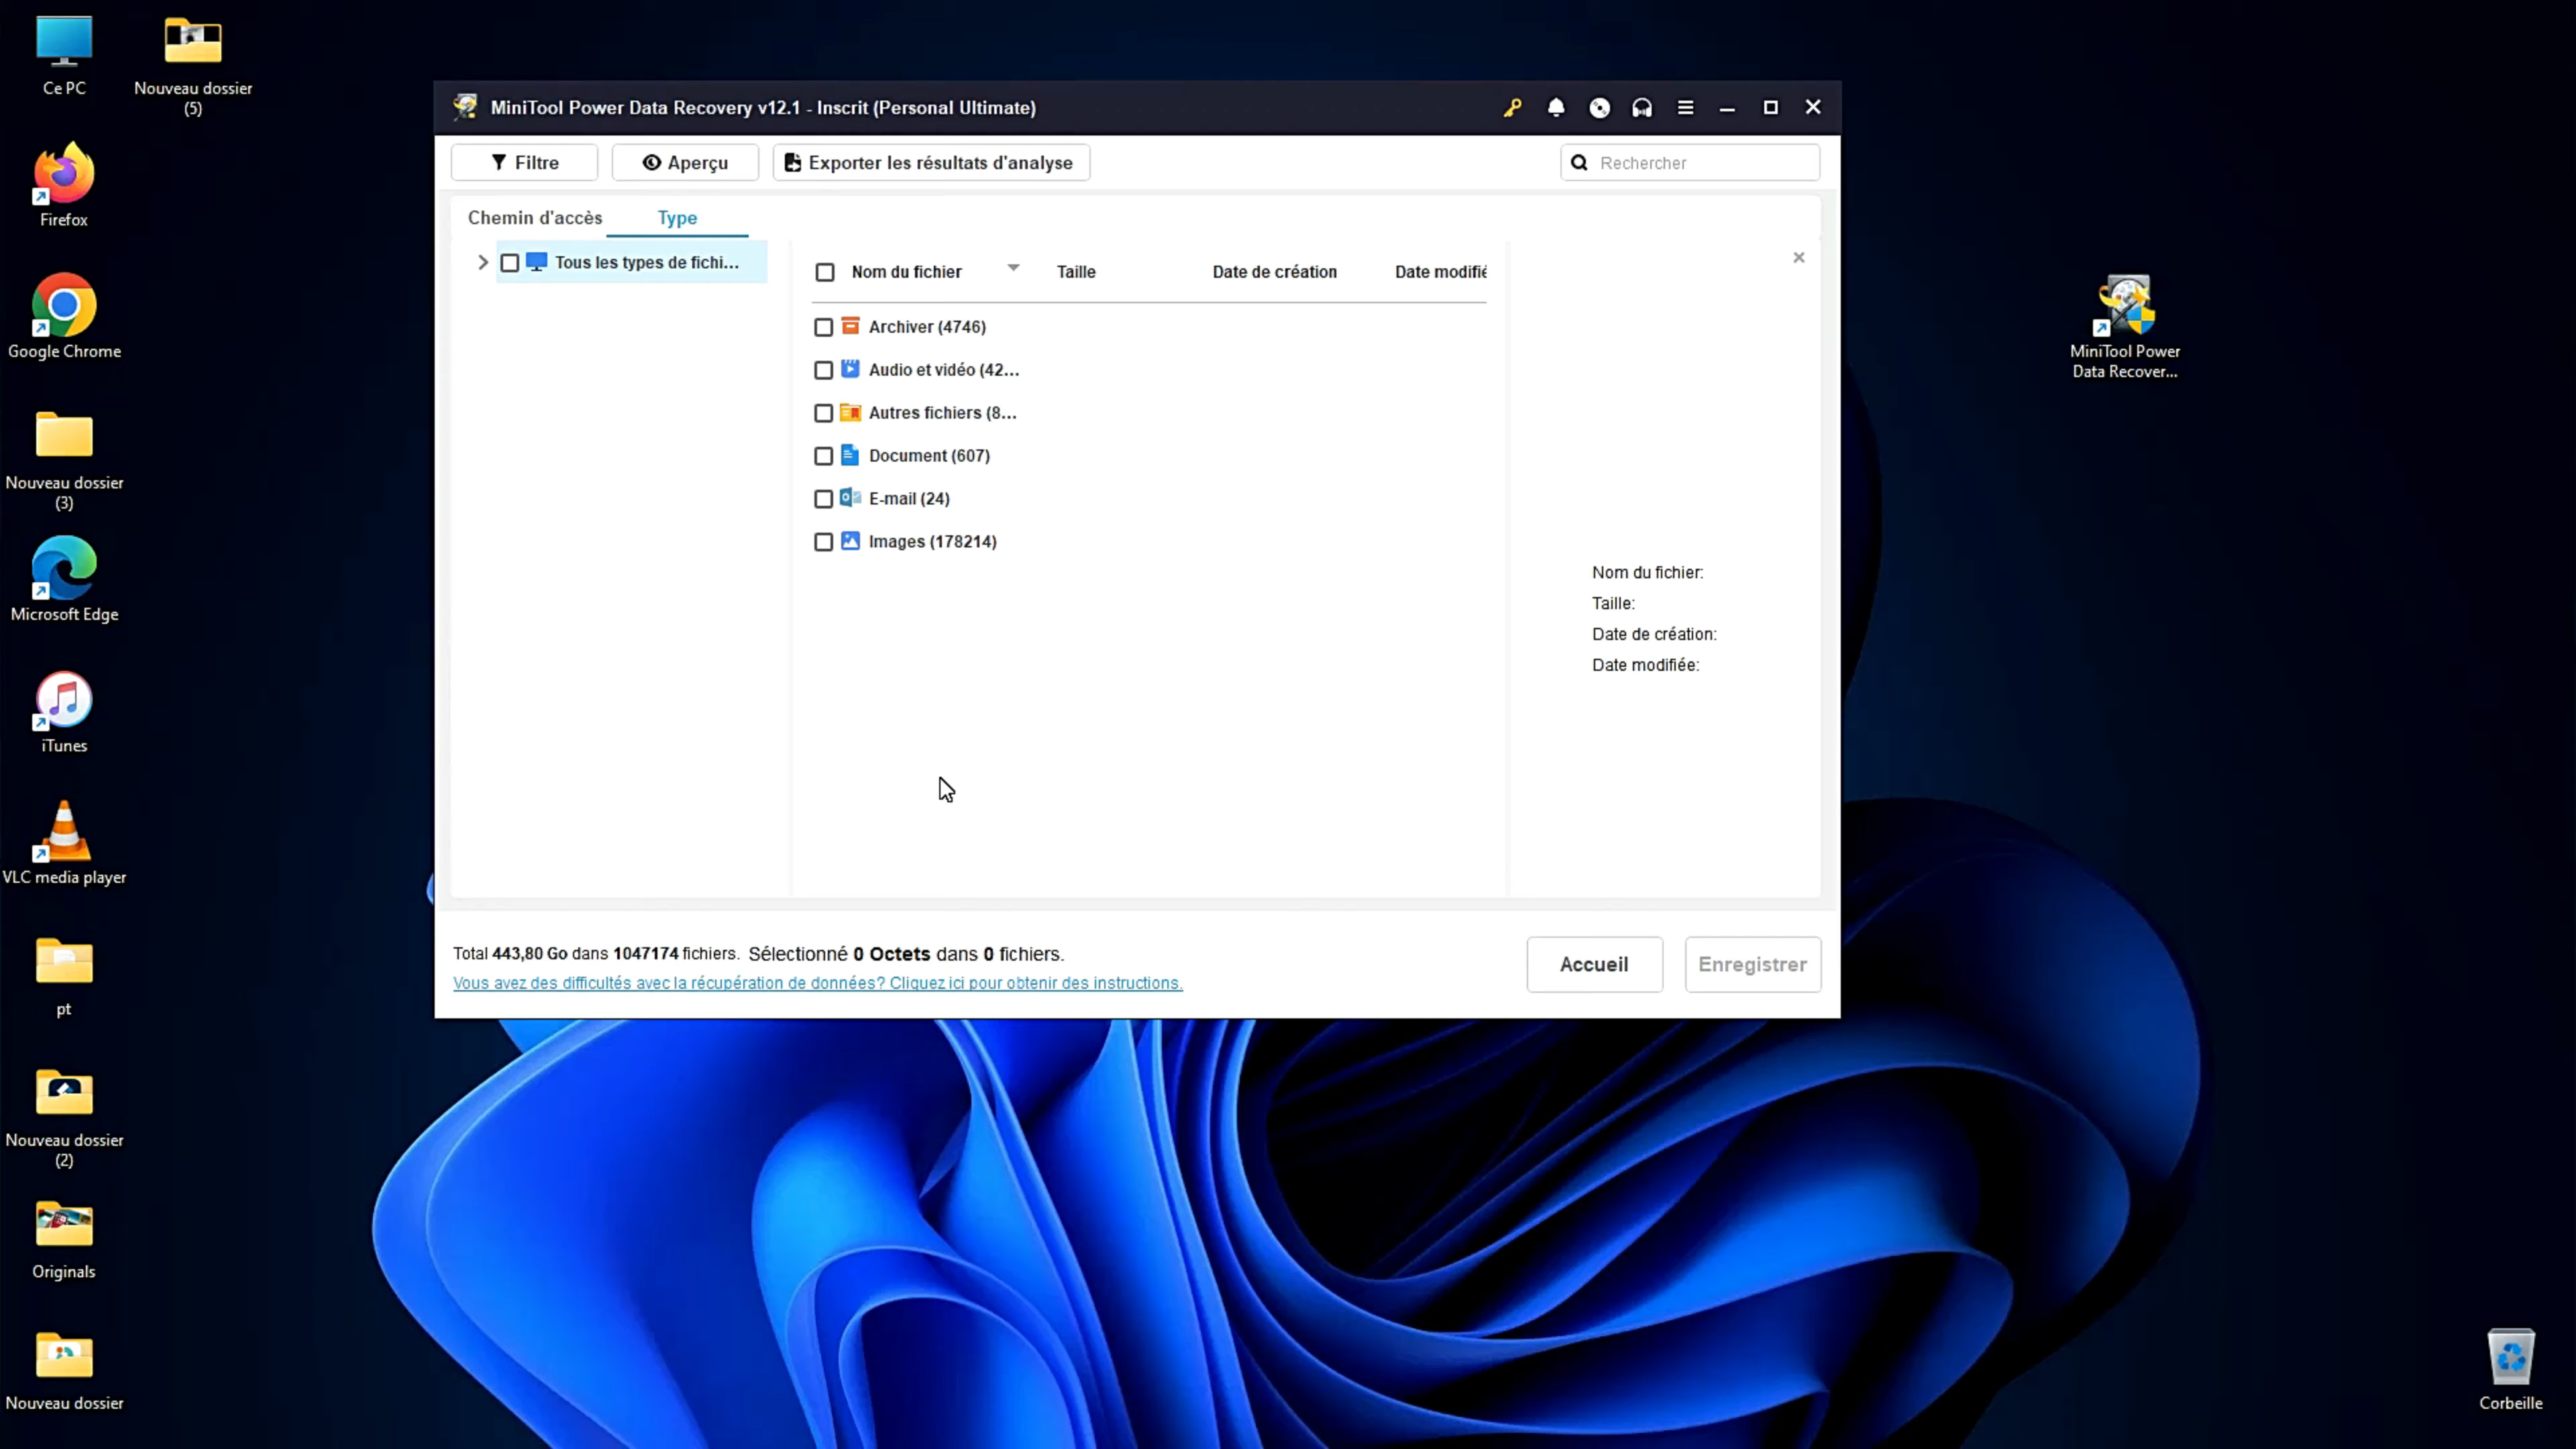 Ce PC
Nouveau dossier
(5)
Firefox
Google Chrome
Nouveau dossier
(3)
Microsoft Edge
iTunes
VLC media player
pt
Nouveau dossier
(2)
Originals
Nouveau dossier
MiniTool Power Data Recovery v12.1 - Inscrit (Personal Ultimate)
Filtre
Aperçu
Exporter les résultats d'analyse
Rechercher
Chemin d'accès
Type
Tous les types de fichi...
Nom du fichier
Taille
Date de création
Date modifié
Archiver (4746)
Audio et vidéo (42...
Autres fichiers (8...
Document (607)
E-mail (24)
Images (178214)
Nom du fichier:
Taille:
Date de création:
Date modifiée:
Total 443,80 Go dans 1047174 fichiers. Sélectionné 0 Octets dans 0 fichiers.
Vous avez des difficultés avec la récupération de données? Cliquez ici pour obtenir des instructions.
Accueil
Enregistrer
MiniTool Power
Data Recover...
Corbeille